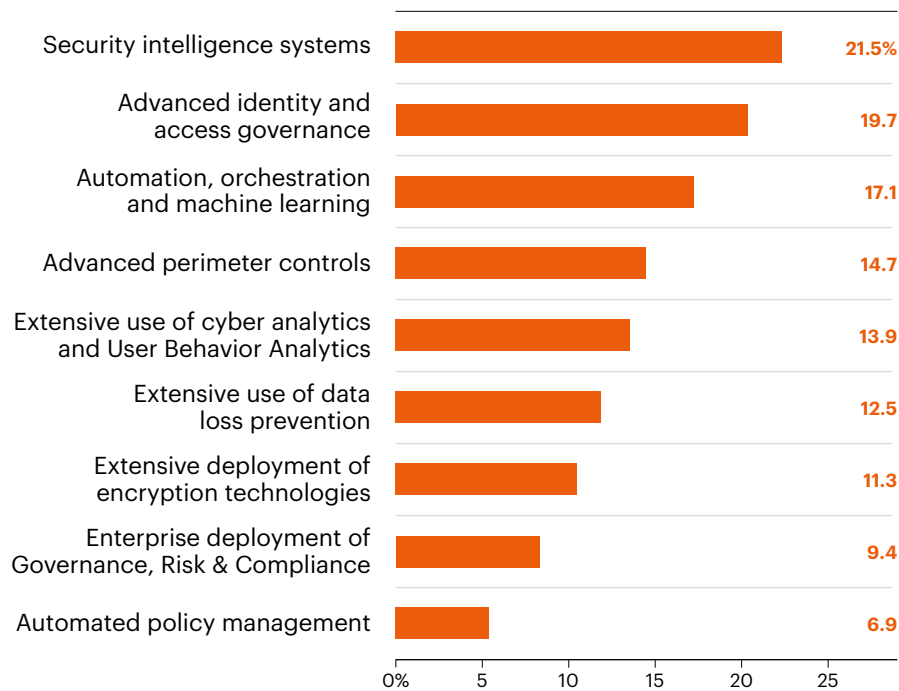 Security intelligence systems 21.5%
Advanced identity and
access governance 19.7
Automation, orchestration
and machine learning 17.1
Advanced perimeter controls 14.7
Extensive use of cyber analytics
and User Behavior Analytics 13.9
Extensive use of data
loss prevention 12.5
Extensive deployment of
encryption technologies 11.3
Enterprise deployment of
Governance, Risk & Compliance 9.4
Automated policy management 6.9
0% 5 10 15 20 25